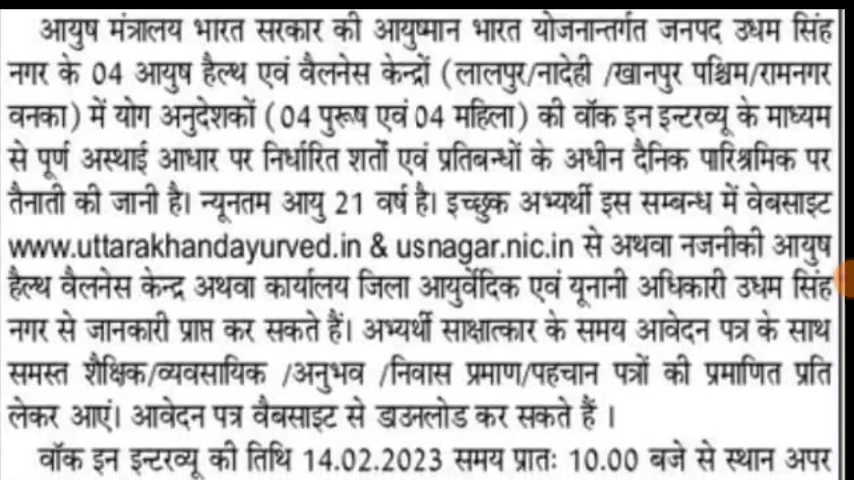 आयुष मंत्रालय भारत सरकार की आयुष्मान भारत योजनान्तर्गत जनपद उधम सिंह
नगर के 04 आयुष हैल्थ एवं वैलनेस केन्द्रों (लालपुर/नादेही /खानपुर पश्चिम/रामनगर
वनका) में योग अनुदेशकों (04 पुरूष एवं 04 महिला) की वॉक इन इन्टरव्यू के माध्यम
से पूर्ण अस्थाई आधार पर निर्धारित शर्तों एवं प्रतिबन्धों के अधीन दैनिक पारिश्रमिक पर
तैनाती की जानी है। न्यूनतम आयु 21 वर्ष है। इच्छुक अभ्यर्थी इस सम्बन्ध में वेबसाइट
www.uttarakhandayurved.in & usnagar.nic.in से अथवा नजनीकी आयुष
हैल्थ वैलनेस केन्द्र अथवा कार्यालय जिला आयुर्वेदिक एवं यूनानी अधिकारी उधम सिंह
नगर से जानकारी प्राप्त कर सकते हैं। अभ्यर्थी साक्षात्कार के समय आवेदन पत्र के साथ
समस्त शैक्षिक/व्यवसायिक /अनुभव /निवास प्रमाण/पहचान पत्रों की प्रमाणित प्रति
लेकर आएं। आवेदन पत्र वैबसाइट से डाउनलोड कर सकते हैं ।
वॉक इन इन्टरव्यू की तिथि 14.02.2023 समय प्रातः 10.00 बजे से स्थान अपर